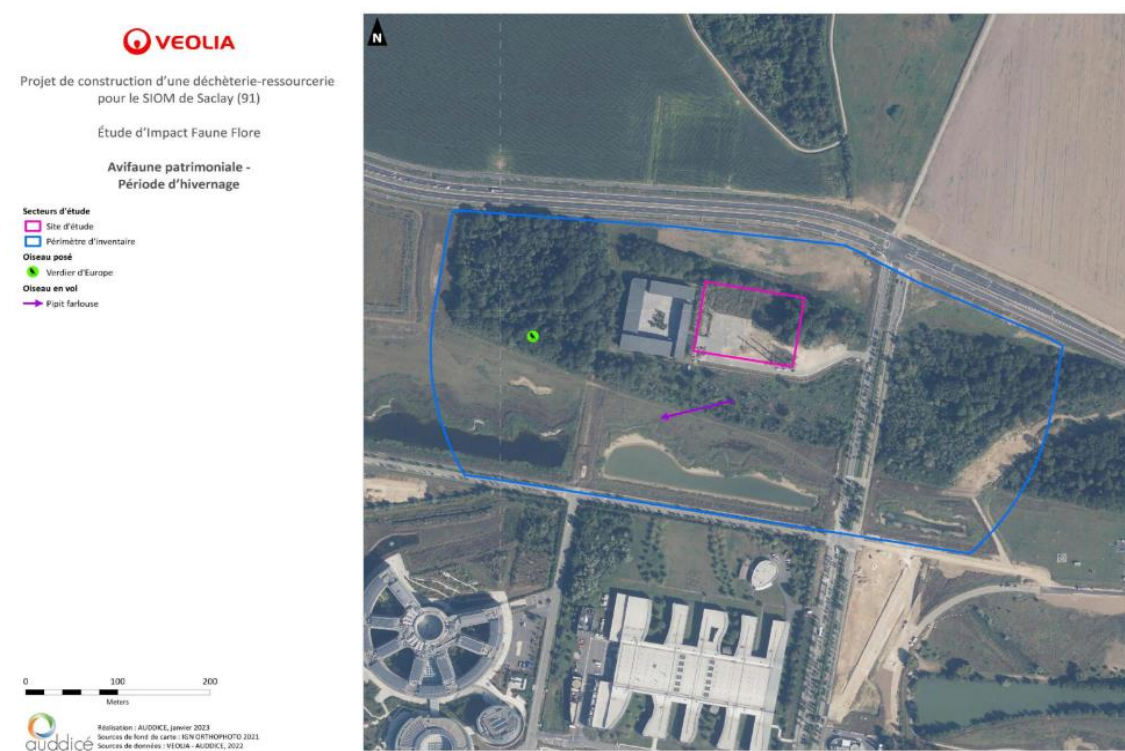 VEOLIA
Projet de construction d'une déchèterie-ressourcerie
pour le SIOM de Saclay (91)
Étude d'Impact Faune Flore
Avifaune patrimoniale -
Période d'hivernage
Secteurs d'étude
Site d'étude
Périmètre d'inventaire
Oiseau posé
Verdier d'Europe
Oiseau en vol
Pipit farlouse
N
0 100 200
Meters
auddicé
Réalisation : AUDDICE, janvier 2023
Sources de fond de carte : IGN ORTHOPHOTO 2021
Sources de données : VEOLIA - AUDDICE, 2022